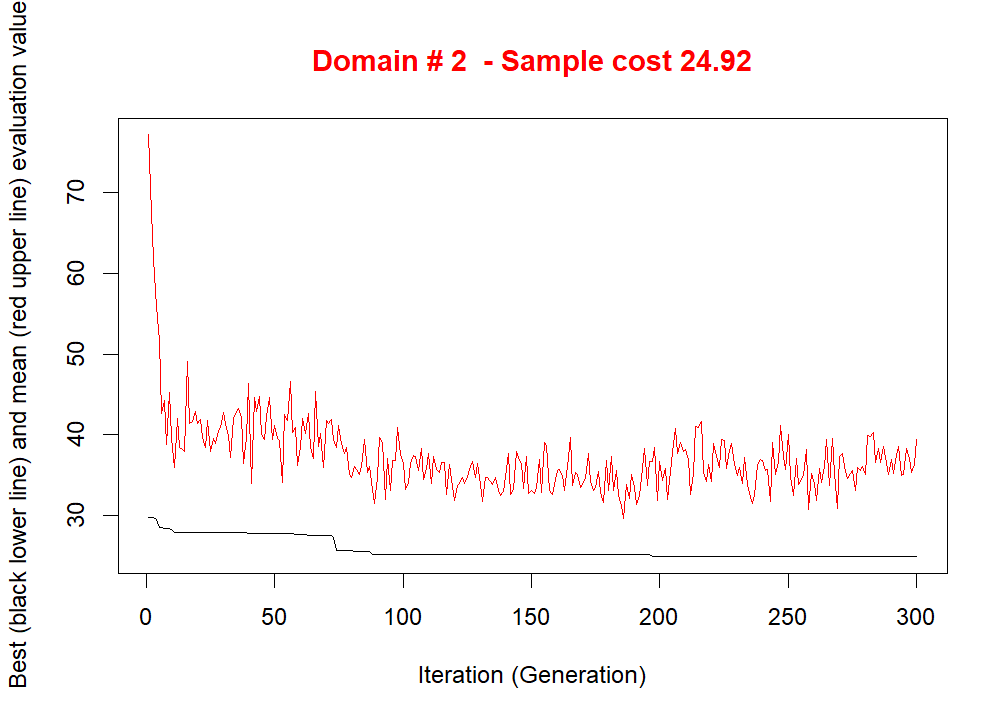 Domain # 2  - Sample cost 24.92
Best (black lower line) and mean (red upper line) evaluation value
70
60
50
40
30
0 50 100 150 200 250 300
Iteration (Generation)